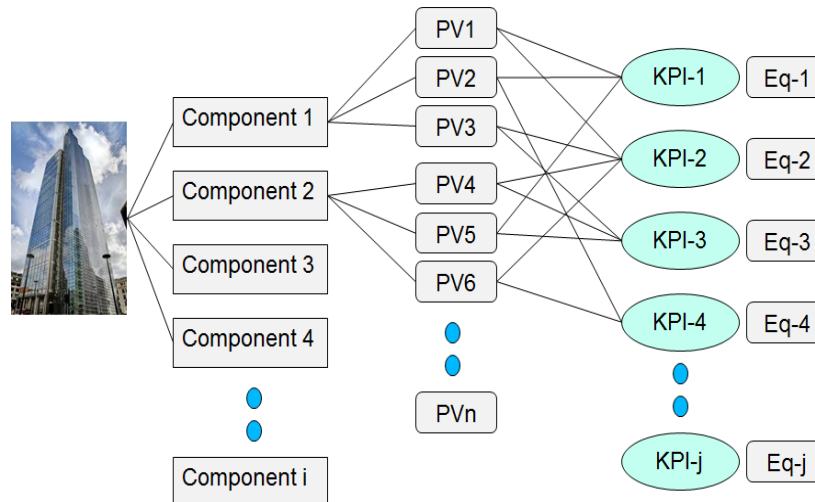 PV1
PV2
PV3
PV4
PV5
PV6
PVn
Component 1
Component 2
Component 3
Component 4
Component i
KPI-1
Eq-1
KPI-2
Eq-2
KPI-3
Eq-3
KPI-4
Eq-4
KPI-j
Eq-j